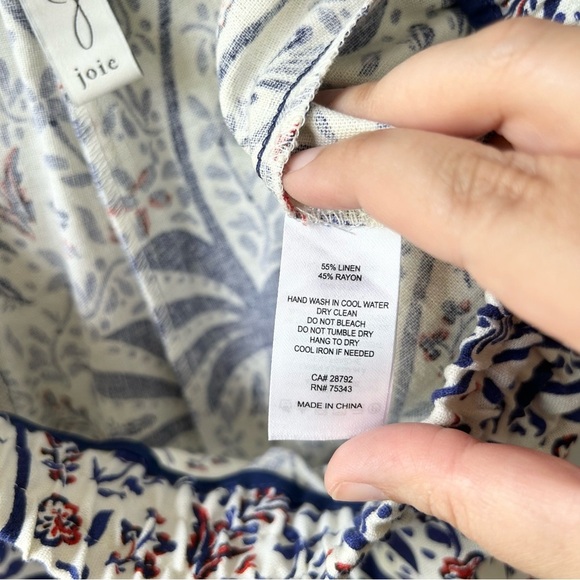 joie
55% LINEN
45% RAYON
HAND WASH IN COOL WATER
DRY CLEAN
DO NOT BLEACH
DO NOT TUMBLE DRY
HANG TO DRY
COOL IRON IF NEEDED
CA# 28792
RN# 75343
MADE IN CHINA